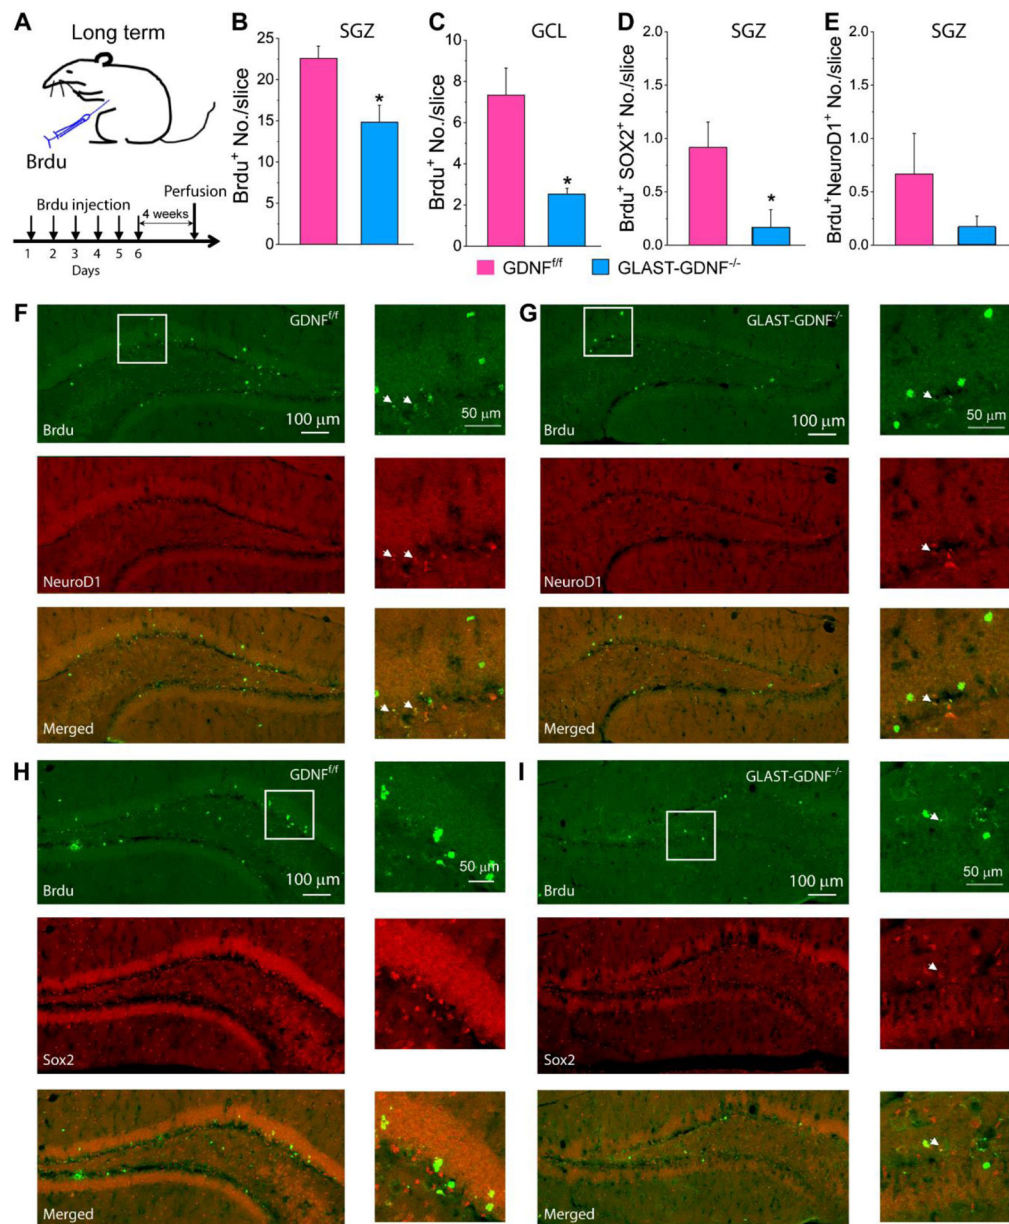 A
Long term
Brdu
Brdu injection
4 weeks
Perfusion
1 2 3 4 5 6
Days
B
SGZ
Brdu⁺ No./slice
25
20
15
10
5
0
*
C
GCL
Brdu⁺ No./slice
8
6
4
2
0
*
D
SGZ
Brdu⁺ SOX2⁺ No./slice
2.0
1.5
1.0
0.5
0.0
*
E
SGZ
Brdu⁺NeuroD1⁺ No./slice
2.0
1.5
1.0
0.5
0.0
GDNF^f/f GLAST-GDNF^-/-
F
GDNF^f/f
100 µm
Brdu
50 µm
NeuroD1
Merged
G
GLAST-GDNF^-/-
100 µm
Brdu
50 µm
NeuroD1
Merged
H
GDNF^f/f
100 µm
Brdu
50 µm
Sox2
Merged
I
GLAST-GDNF^-/-
100 µm
Brdu
50 µm
Sox2
Merged